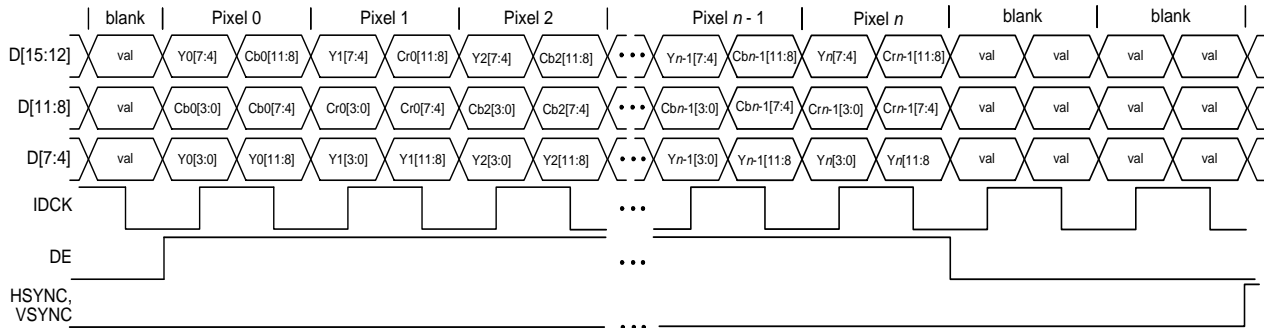 blank Pixel 0 Pixel 1 Pixel 2 Pixel n - 1 Pixel n blank blank
D[15:12] val Y0[7:4] Cb0[11:8] Y1[7:4] Cr0[11:8] Y2[7:4] Cb2[11:8] ••• Yn-1[7:4] Cbn-1[11:8] Yn[7:4] Crn-1[11:8] val val val val
D[11:8] val Cb0[3:0] Cb0[7:4] Cr0[3:0] Cr0[7:4] Cb2[3:0] Cb2[7:4] ••• Cbn-1[3:0] Cbn-1[7:4] Crn-1[3:0] Crn-1[7:4] val val val val
D[7:4] val Y0[3:0] Y0[11:8] Y1[3:0] Y1[11:8] Y2[3:0] Y2[11:8] ••• Yn-1[3:0] Yn-1[11:8 Yn[3:0] Yn[11:8 val val val val
IDCK •••
DE •••
HSYNC,
VSYNC •••